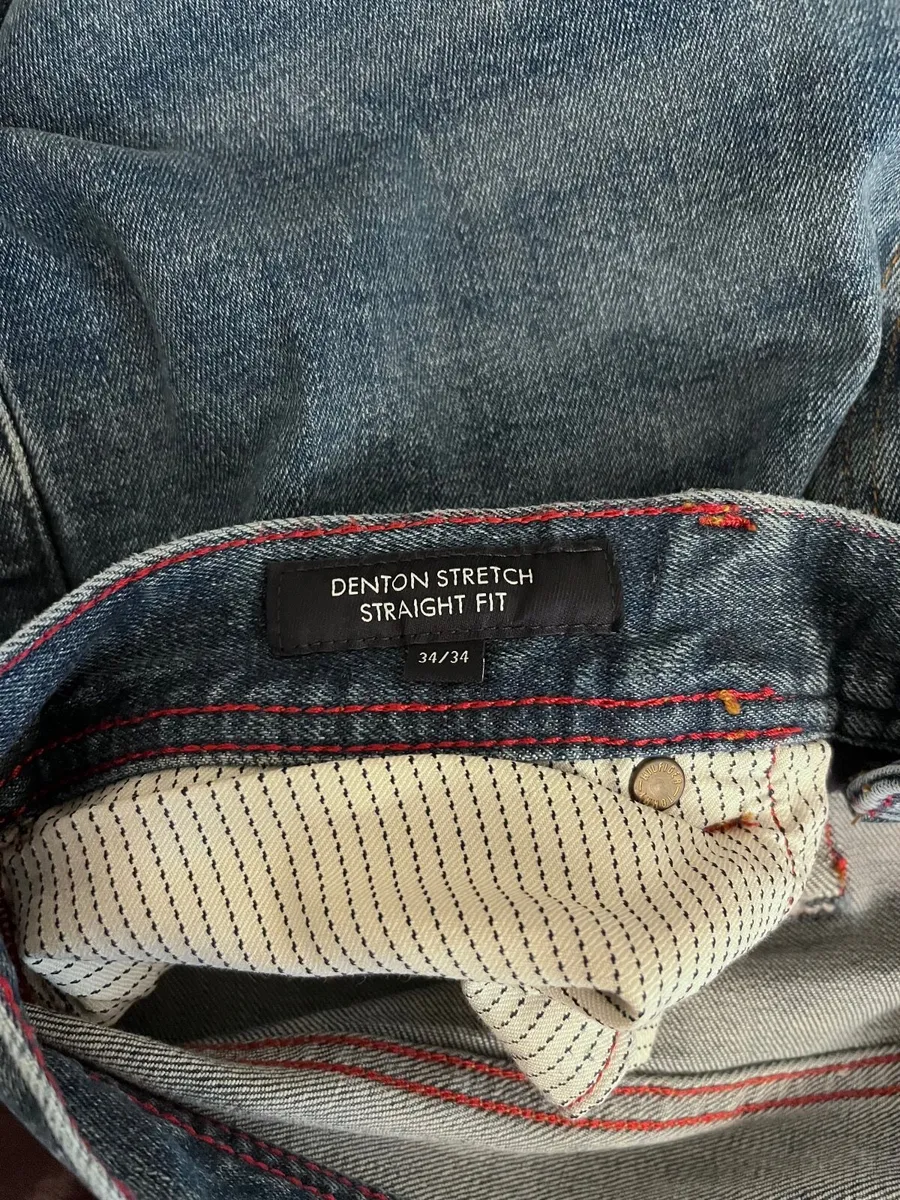 DENTON STRETCH
STRAIGHT FIT
34/34